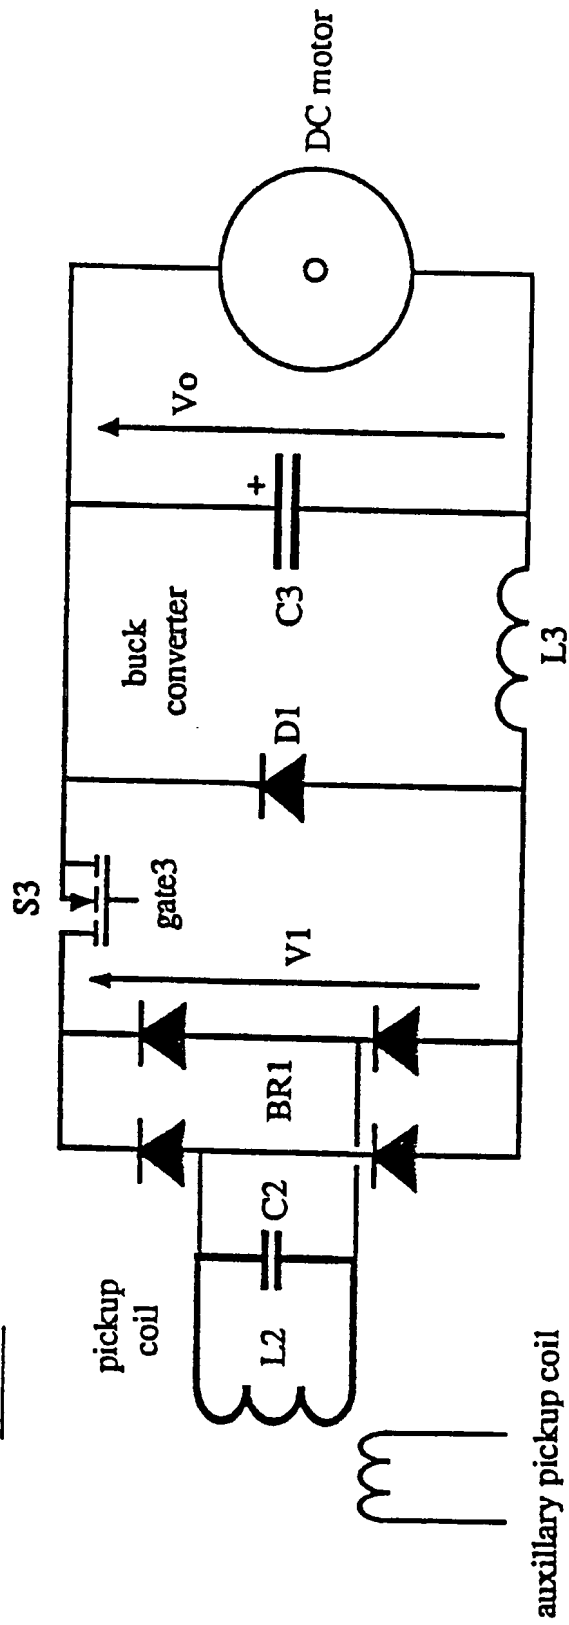 pickup
coil
L2
C2
BR1
V1
S3
gate3
D1
buck
converter
C3
+
L3
Vo
DC motor
auxillary pickup coil